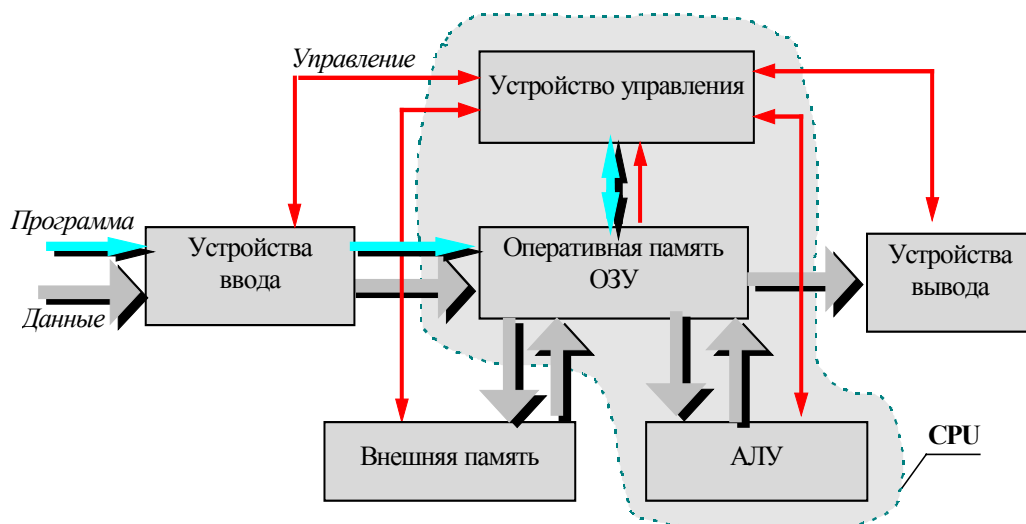 Управление
Устройство управления
Программа
Устройства
ввода
Оперативная память
ОЗУ
Устройства
вывода
Данные
Внешняя память
АЛУ
CPU